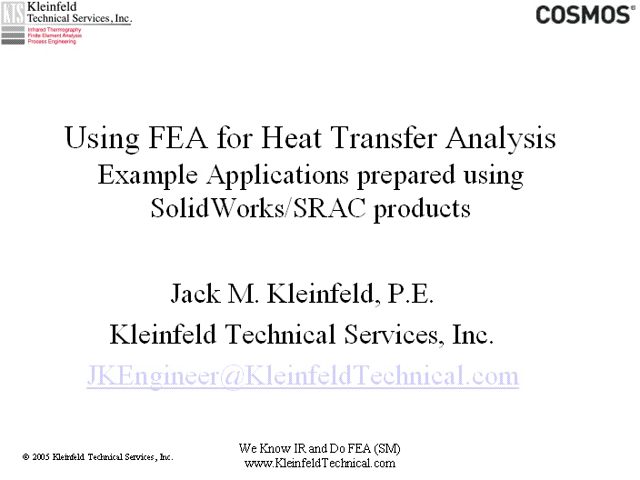 KTS
Kleinfeld
Technical Services, Inc.
Infrared Thermography
Finite Element Analysis
Process Engineering
COSMOS®
Using FEA for Heat Transfer Analysis
Example Applications prepared using
SolidWorks/SRAC products
Jack M. Kleinfeld, P.E.
Kleinfeld Technical Services, Inc.
JKEngineer@KleinfeldTechnical.com
© 2005 Kleinfeld Technical Services, Inc.
We Know IR and Do FEA (SM)
www.KleinfeldTechnical.com